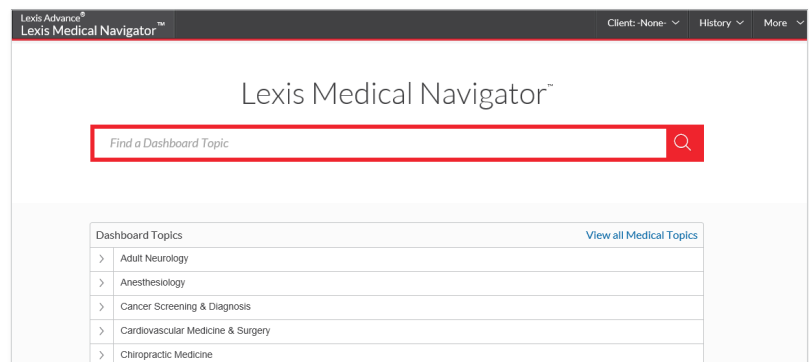 Lexis Advance®
Lexis Medical Navigator™
Client: -None-
History
More
Lexis Medical Navigator™
Find a Dashboard Topic
Dashboard Topics
View all Medical Topics
Adult Neurology
Anesthesiology
Cancer Screening & Diagnosis
Cardiovascular Medicine & Surgery
Chiropractic Medicine